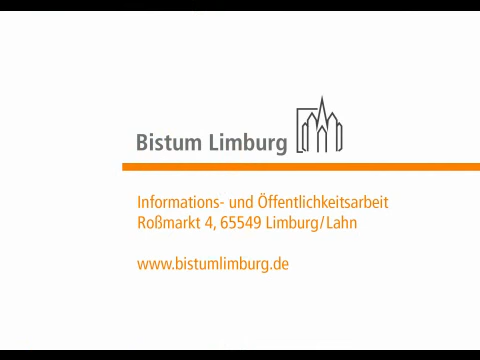 Bistum Limburg
Informations- und Öffentlichkeitsarbeit
Roßmarkt 4, 65549 Limburg/Lahn
www.bistumlimburg.de